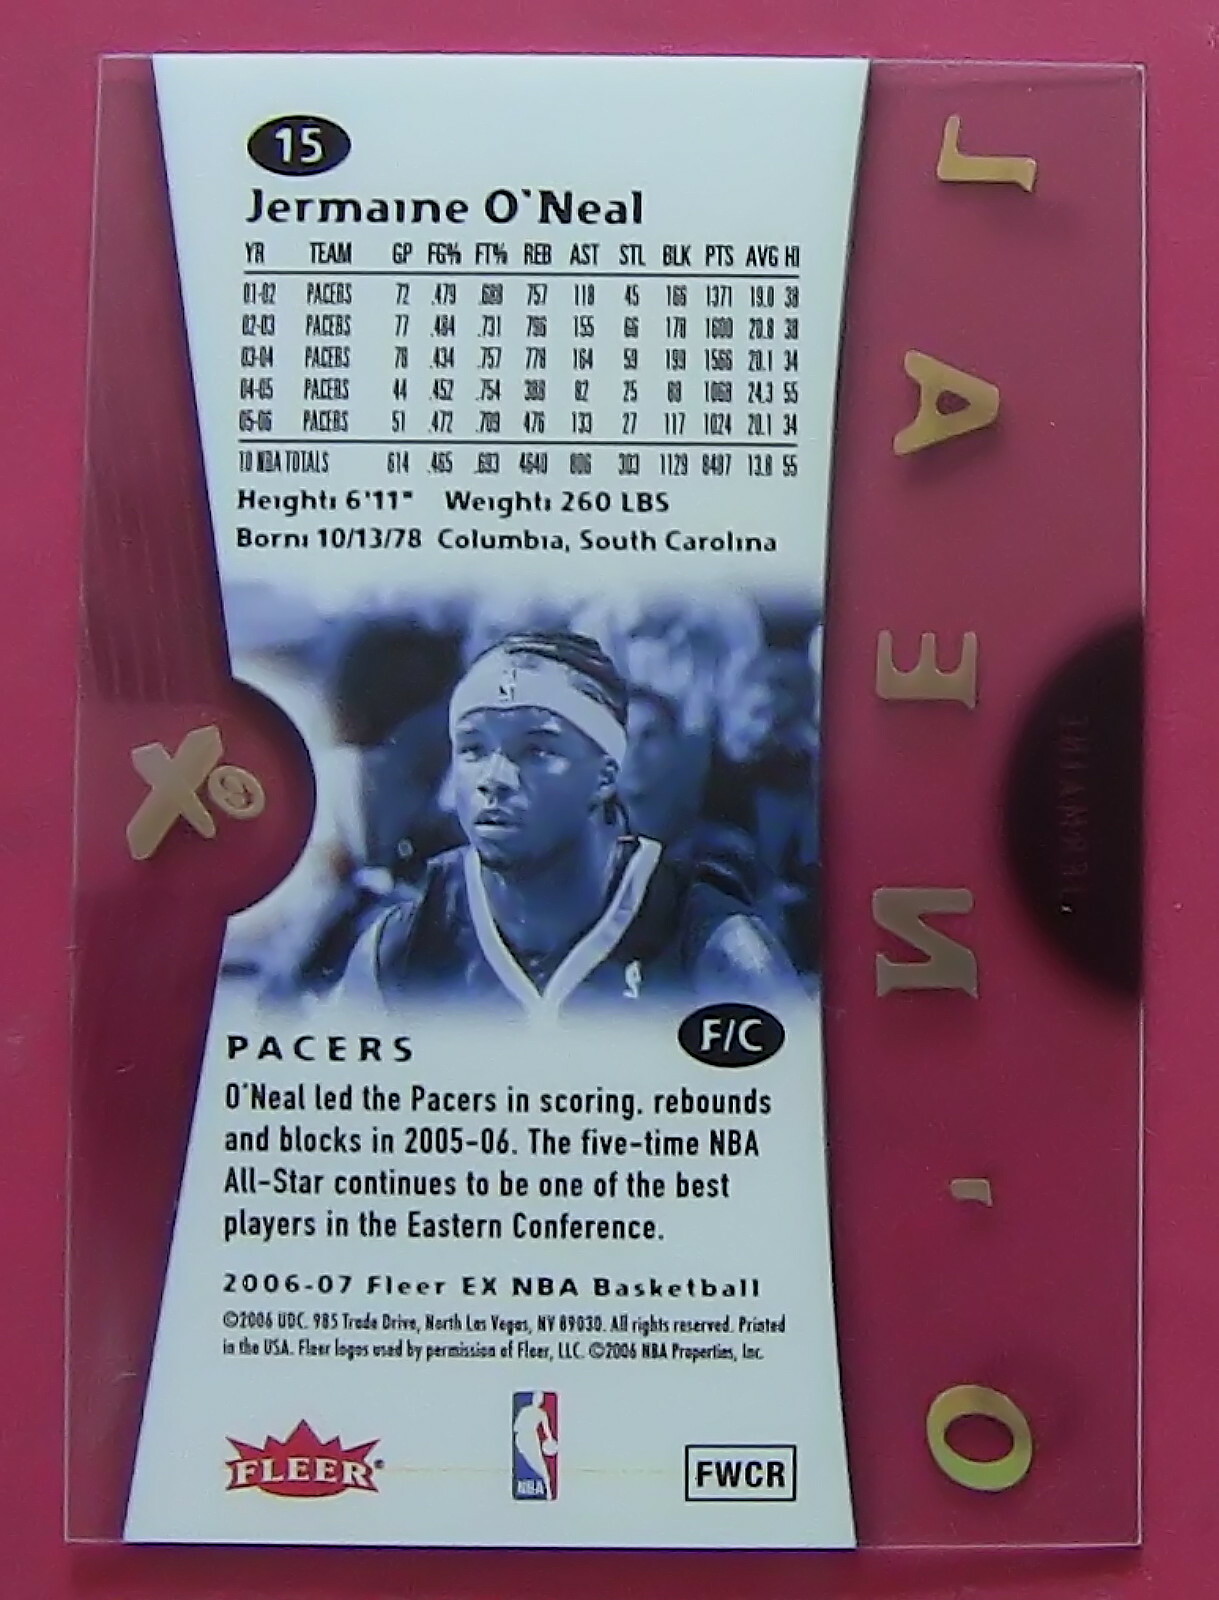 15
Jermaine O'Neal
YR TEAM GP FG% FT% REB AST STL BLK PTS AVG HI
01-02 PACERS 72 .479 .688 757 118 45 166 1371 19.0 38
02-03 PACERS 77 .484 .731 796 155 66 178 1600 20.8 38
03-04 PACERS 78 .434 .757 778 164 59 199 1566 20.1 34
04-05 PACERS 44 .452 .754 388 82 25 88 1068 24.3 55
05-06 PACERS 51 .472 .709 476 133 27 117 1024 20.1 34
10 NBA TOTALS 614 .465 .693 4640 806 303 1129 8487 13.8 55
Height: 6'11" Weight: 260 LBS
Born: 10/13/78 Columbia, South Carolina
X
PACERS
F/C
O'Neal led the Pacers in scoring, rebounds
and blocks in 2005-06. The five-time NBA
All-Star continues to be one of the best
players in the Eastern Conference.
2006-07 Fleer EX NBA Basketball
©2006 UDC. 985 Trade Drive, North Las Vegas, NV 89030. All rights reserved. Printed
in the USA. Fleer logos used by permission of Fleer, LLC. ©2006 NBA Properties, Inc.
FLEER
NBA
FWCR
O'NEAL
JERMAINE